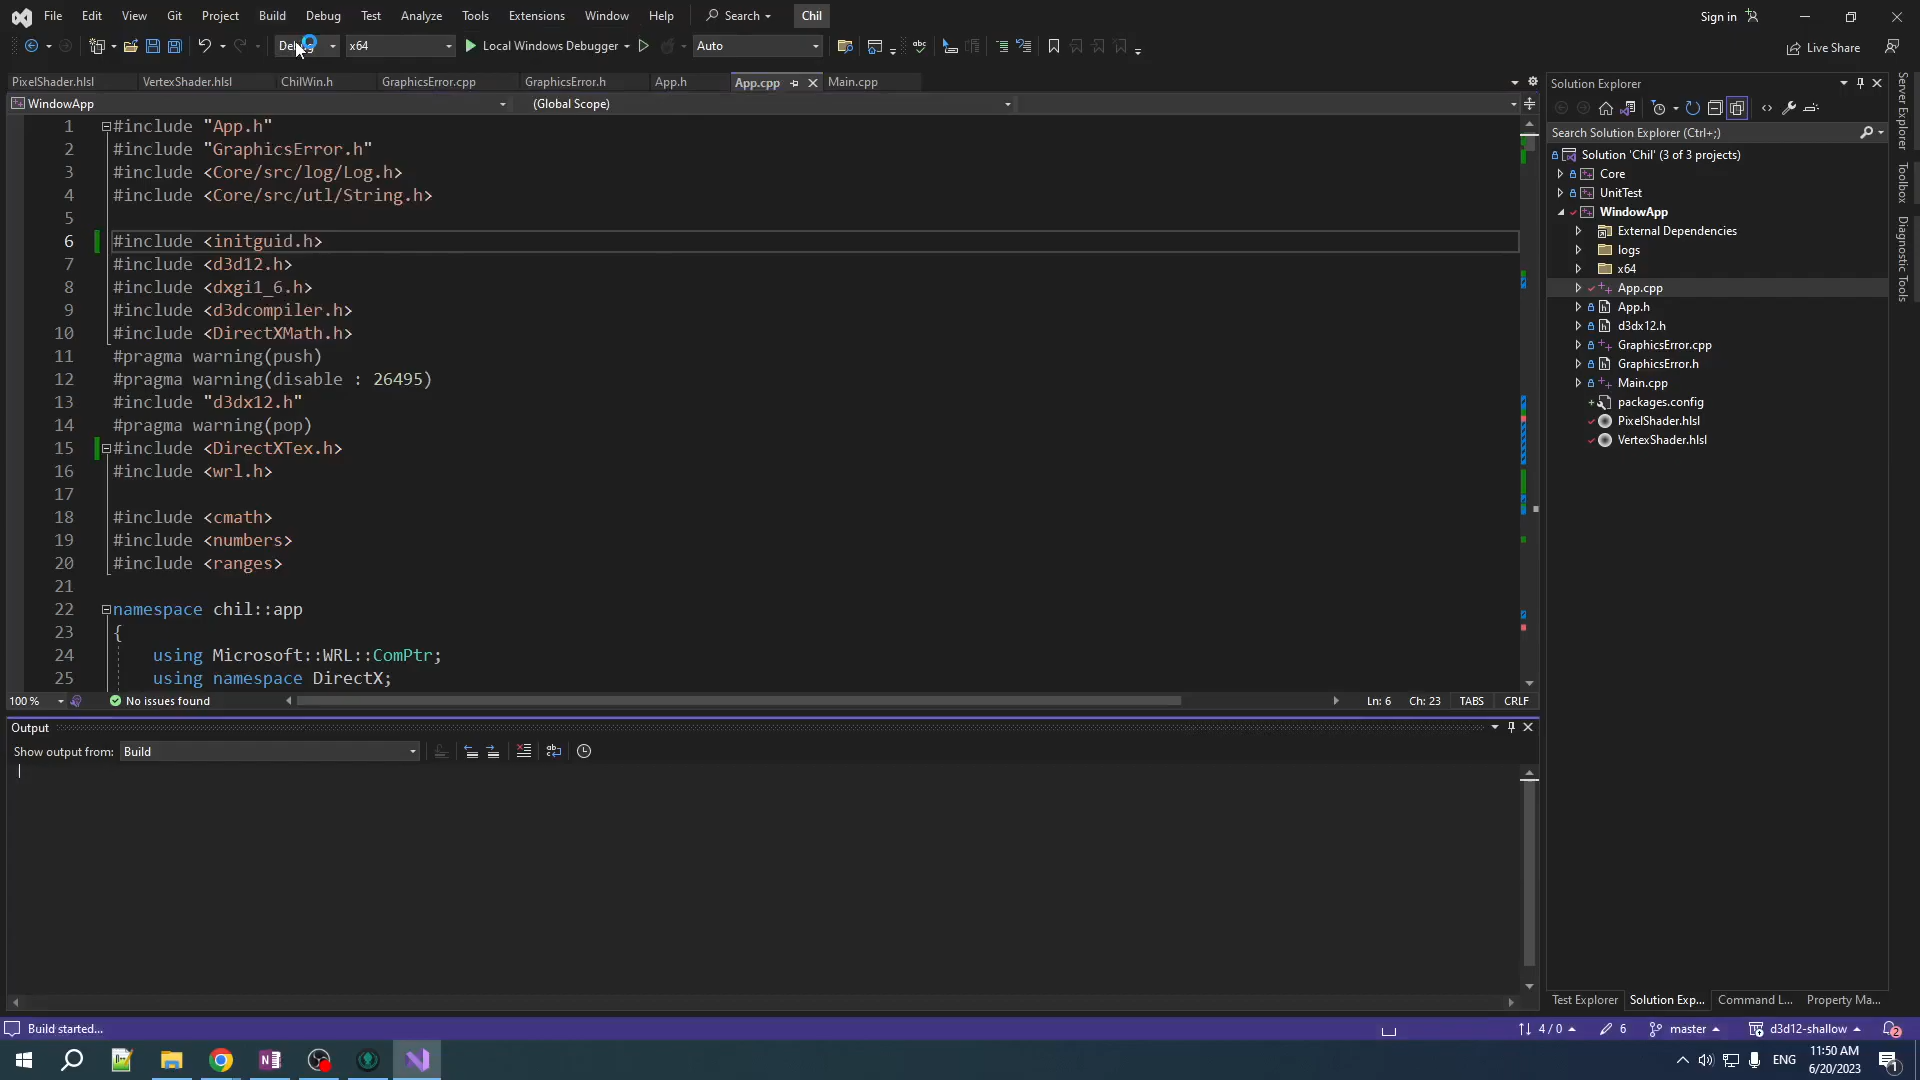 File Edit View Git Project Build Debug Test Analyze Tools Extensions Window Help Search Chil Sign in
x64 Local Windows Debugger Auto Live Share
PixelShader.hlsl VertexShader.hlsl ChilWin.h GraphicsError.cpp GraphicsError.h App.h App.cpp Main.cpp
WindowApp (Global Scope)
1 #include "App.h"
2 #include "GraphicsError.h"
3 #include <Core/src/log/Log.h>
4 #include <Core/src/utl/String.h>
5
6 #include <initguid.h>
7 #include <d3d12.h>
8 #include <dxgi1_6.h>
9 #include <d3dcompiler.h>
10 #include <DirectXMath.h>
11 #pragma warning(push)
12 #pragma warning(disable : 26495)
13 #include "d3dx12.h"
14 #pragma warning(pop)
15 #include <DirectXTex.h>
16 #include <wrl.h>
17
18 #include <cmath>
19 #include <numbers>
20 #include <ranges>
21
22 namespace chil::app
23 {
24 using Microsoft::WRL::ComPtr;
25 using namespace DirectX;
100 % No issues found Ln: 6 Ch: 23 TABS CRLF
Output
Show output from: Build
Solution Explorer
Search Solution Explorer (Ctrl+;)
Solution 'Chil' (3 of 3 projects)
Core
UnitTest
WindowApp
External Dependencies
logs
x64
App.cpp
App.h
d3dx12.h
GraphicsError.cpp
GraphicsError.h
Main.cpp
packages.config
PixelShader.hlsl
VertexShader.hlsl
Test Explorer Solution Exp... Command L... Property Ma...
Server Explorer
Toolbox
Diagnostic Tools
Build started... 4 / 0 6 master d3d12-shallow 2
ENG 11:50 AM
6/20/2023 1